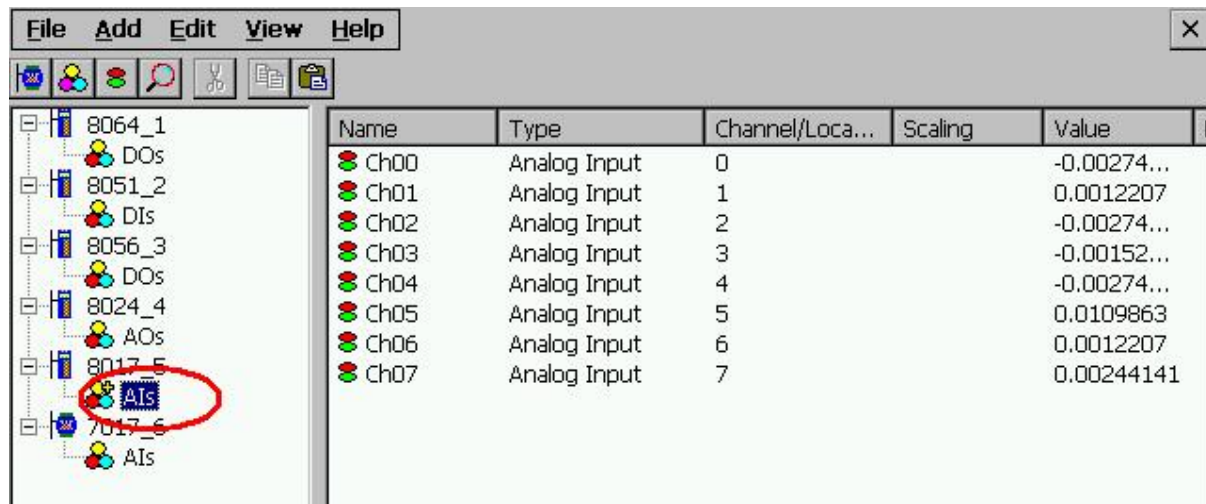 File Add Edit View Help
8064_1
DOs
8051_2
DIs
8056_3
DOs
8024_4
AOs
8017_5
AIs
7017_6
AIs
Name Type Channel/Loca... Scaling Value
Ch00 Analog Input 0 -0.00274...
Ch01 Analog Input 1 0.0012207
Ch02 Analog Input 2 -0.00274...
Ch03 Analog Input 3 -0.00152...
Ch04 Analog Input 4 -0.00274...
Ch05 Analog Input 5 0.0109863
Ch06 Analog Input 6 0.0012207
Ch07 Analog Input 7 0.00244141